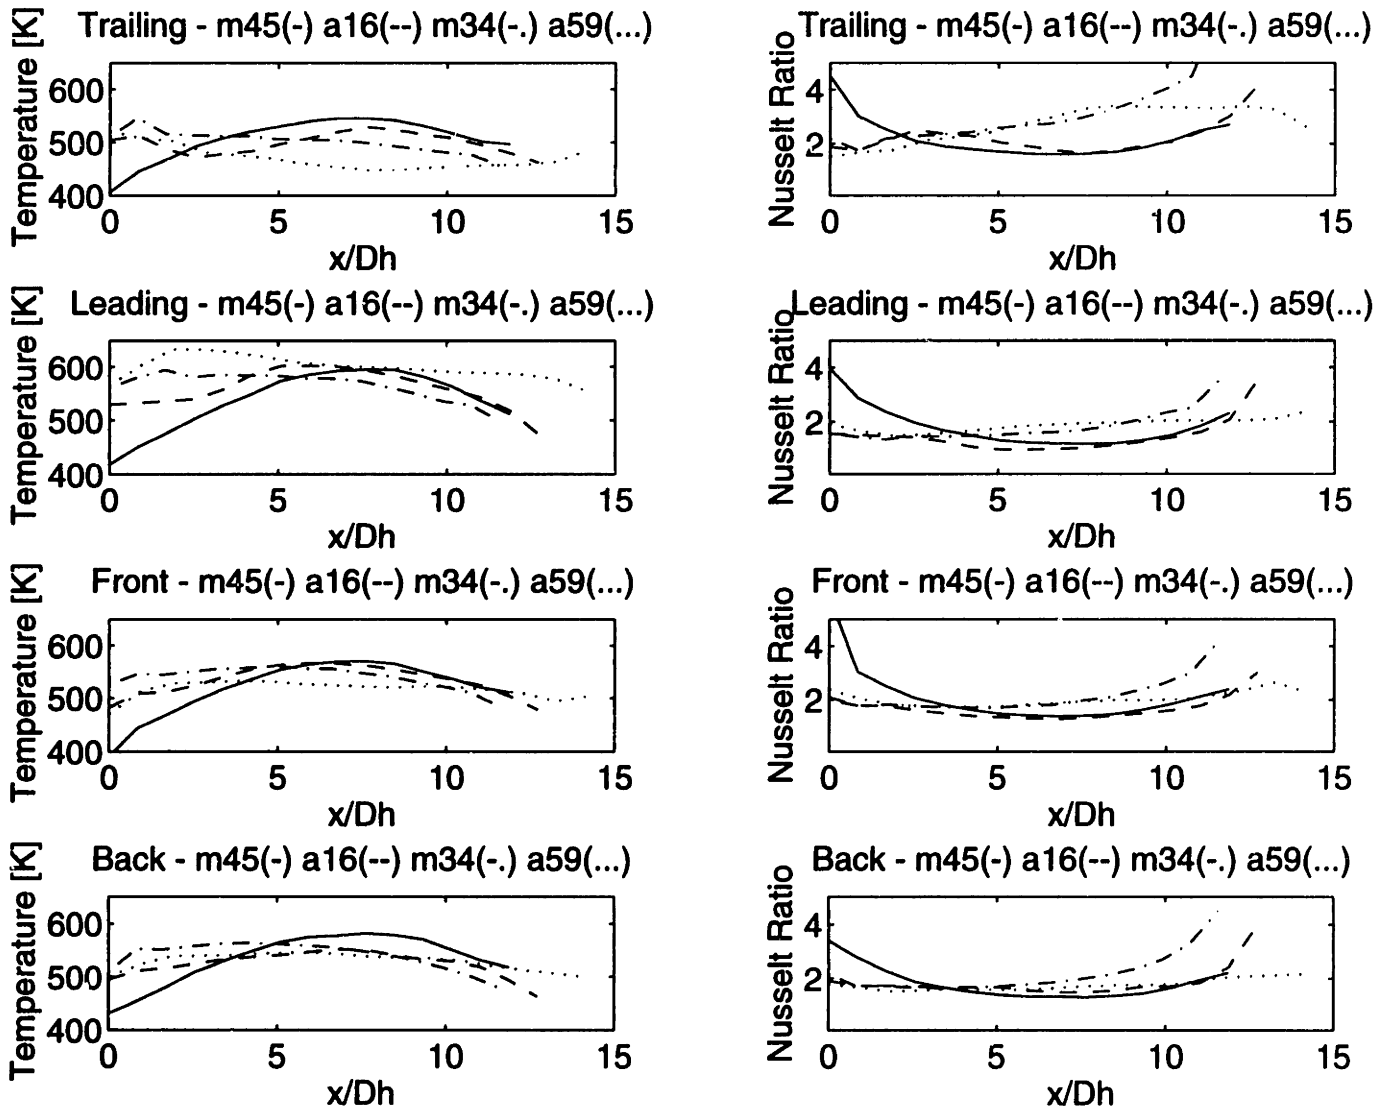 Trailing - m45(-) a16(--) m34(-.) a59(...)
Temperature [K]
600
500
400
0 5 10 15
x/Dh
Trailing - m45(-) a16(--) m34(-.) a59(...)
Nusselt Ratio
4
2
0 5 10 15
x/Dh
Leading - m45(-) a16(--) m34(-.) a59(...)
Temperature [K]
600
500
400
0 5 10 15
x/Dh
Leading - m45(-) a16(--) m34(-.) a59(...)
Nusselt Ratio
4
2
0 5 10 15
x/Dh
Front - m45(-) a16(--) m34(-.) a59(...)
Temperature [K]
600
500
400
0 5 10 15
x/Dh
Front - m45(-) a16(--) m34(-.) a59(...)
Nusselt Ratio
4
2
0 5 10 15
x/Dh
Back - m45(-) a16(--) m34(-.) a59(...)
Temperature [K]
600
500
400
0 5 10 15
x/Dh
Back - m45(-) a16(--) m34(-.) a59(...)
Nusselt Ratio
4
2
0 5 10 15
x/Dh